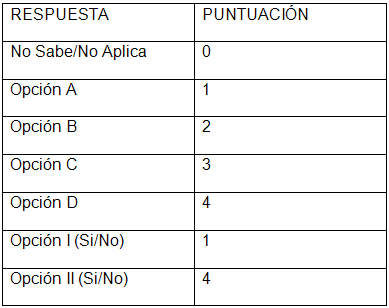 RESPUESTA PUNTUACIÓN
No Sabe/No Aplica 0
Opción A 1
Opción B 2
Opción C 3
Opción D 4
Opción I (Si/No) 1
Opción II (Si/No) 4